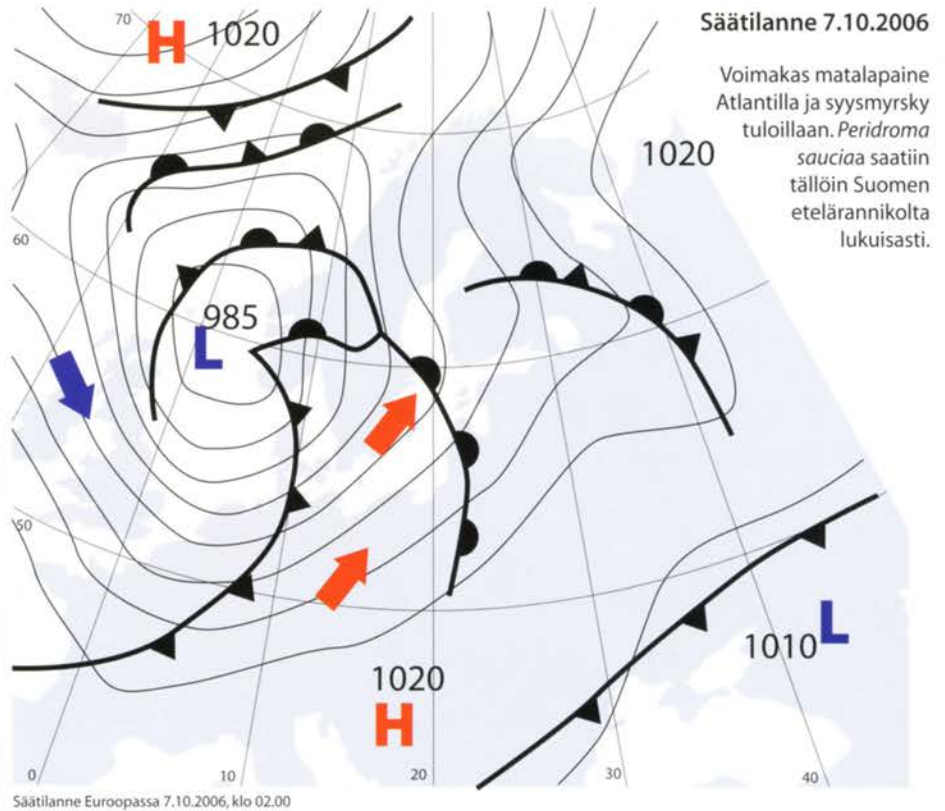 Säätilanne 7.10.2006
Voimakas matalapaine
Atlantilla ja syysmyrsky
tuloillaan. Peridroma
sauciaa saatiin
tällöin Suomen
etelärannikolta
lukuisasti.
70
H 1020
1020
60
985
L
50
1020
H
1010 L
0
10
20
30
40
Säätilanne Euroopassa 7.10.2006, klo 02.00